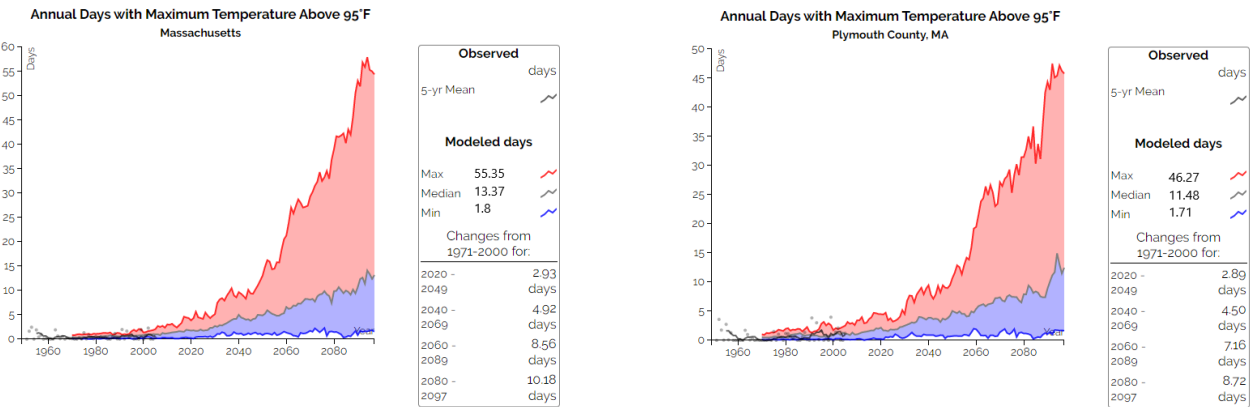 Annual Days with Maximum Temperature Above 95°F
Massachusetts
Days
60
55
50
45
40
35
30
25
20
15
10
5
0
1960
1980
2000
2020
2040
2060
2080
Year
Observed
days
5-yr Mean
Modeled days
Max 55.35
Median 13.37
Min 1.8
Changes from
1971-2000 for:
2020 - 2.93
2049 days
2040 - 4.92
2069 days
2060 - 8.56
2089 days
2080 - 10.18
2097 days
Annual Days with Maximum Temperature Above 95°F
Plymouth County, MA
Days
50
45
40
35
30
25
20
15
10
5
0
1960
1980
2000
2020
2040
2060
2080
Year
Observed
days
5-yr Mean
Modeled days
Max 46.27
Median 11.48
Min 1.71
Changes from
1971-2000 for:
2020 - 2.89
2049 days
2040 - 4.50
2069 days
2060 - 7.16
2089 days
2080 - 8.72
2097 days